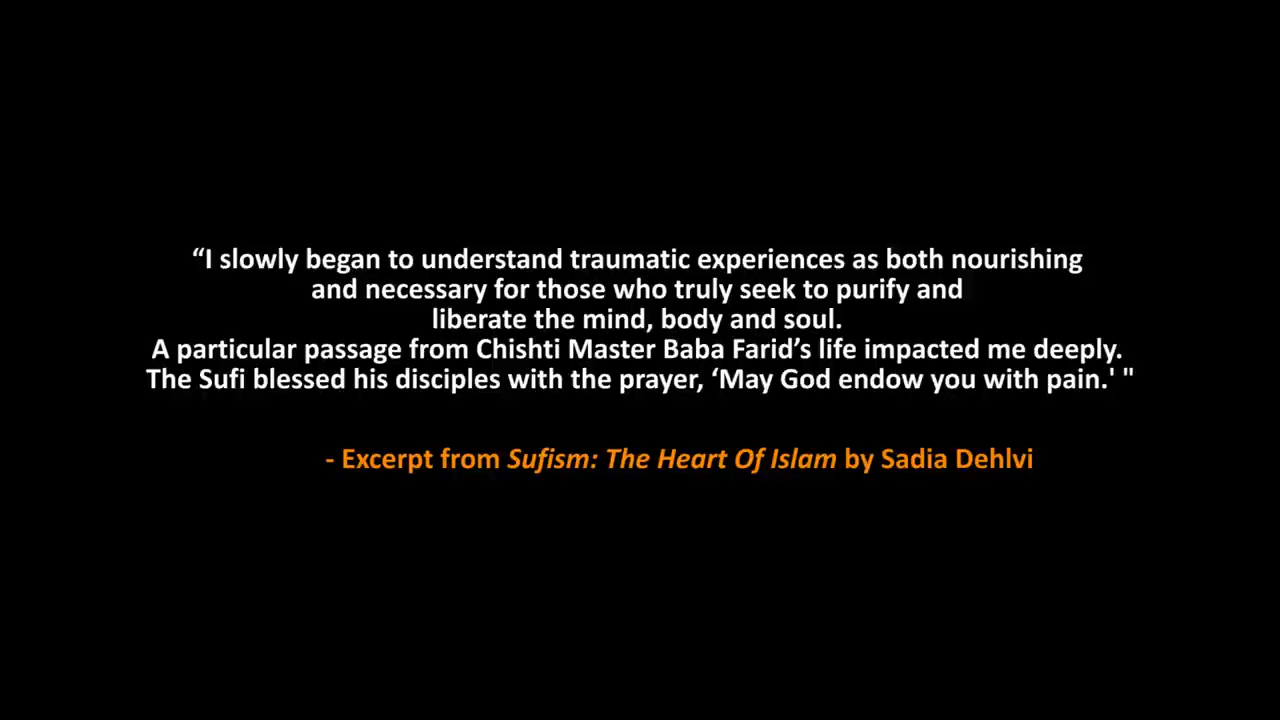 “I slowly began to understand traumatic experiences as both nourishing
and necessary for those who truly seek to purify and
liberate the mind, body and soul.
A particular passage from Chishti Master Baba Farid’s life impacted me deeply.
The Sufi blessed his disciples with the prayer, ‘May God endow you with pain.' "
- Excerpt from Sufism: The Heart Of Islam by Sadia Dehlvi